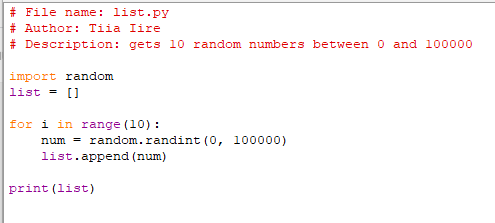 # File name: list.py
# Author: Tiia Iire
# Description: gets 10 random numbers between 0 and 100000

import random
list = []

for i in range(10):
    num = random.randint(0, 100000)
    list.append(num)

print(list)